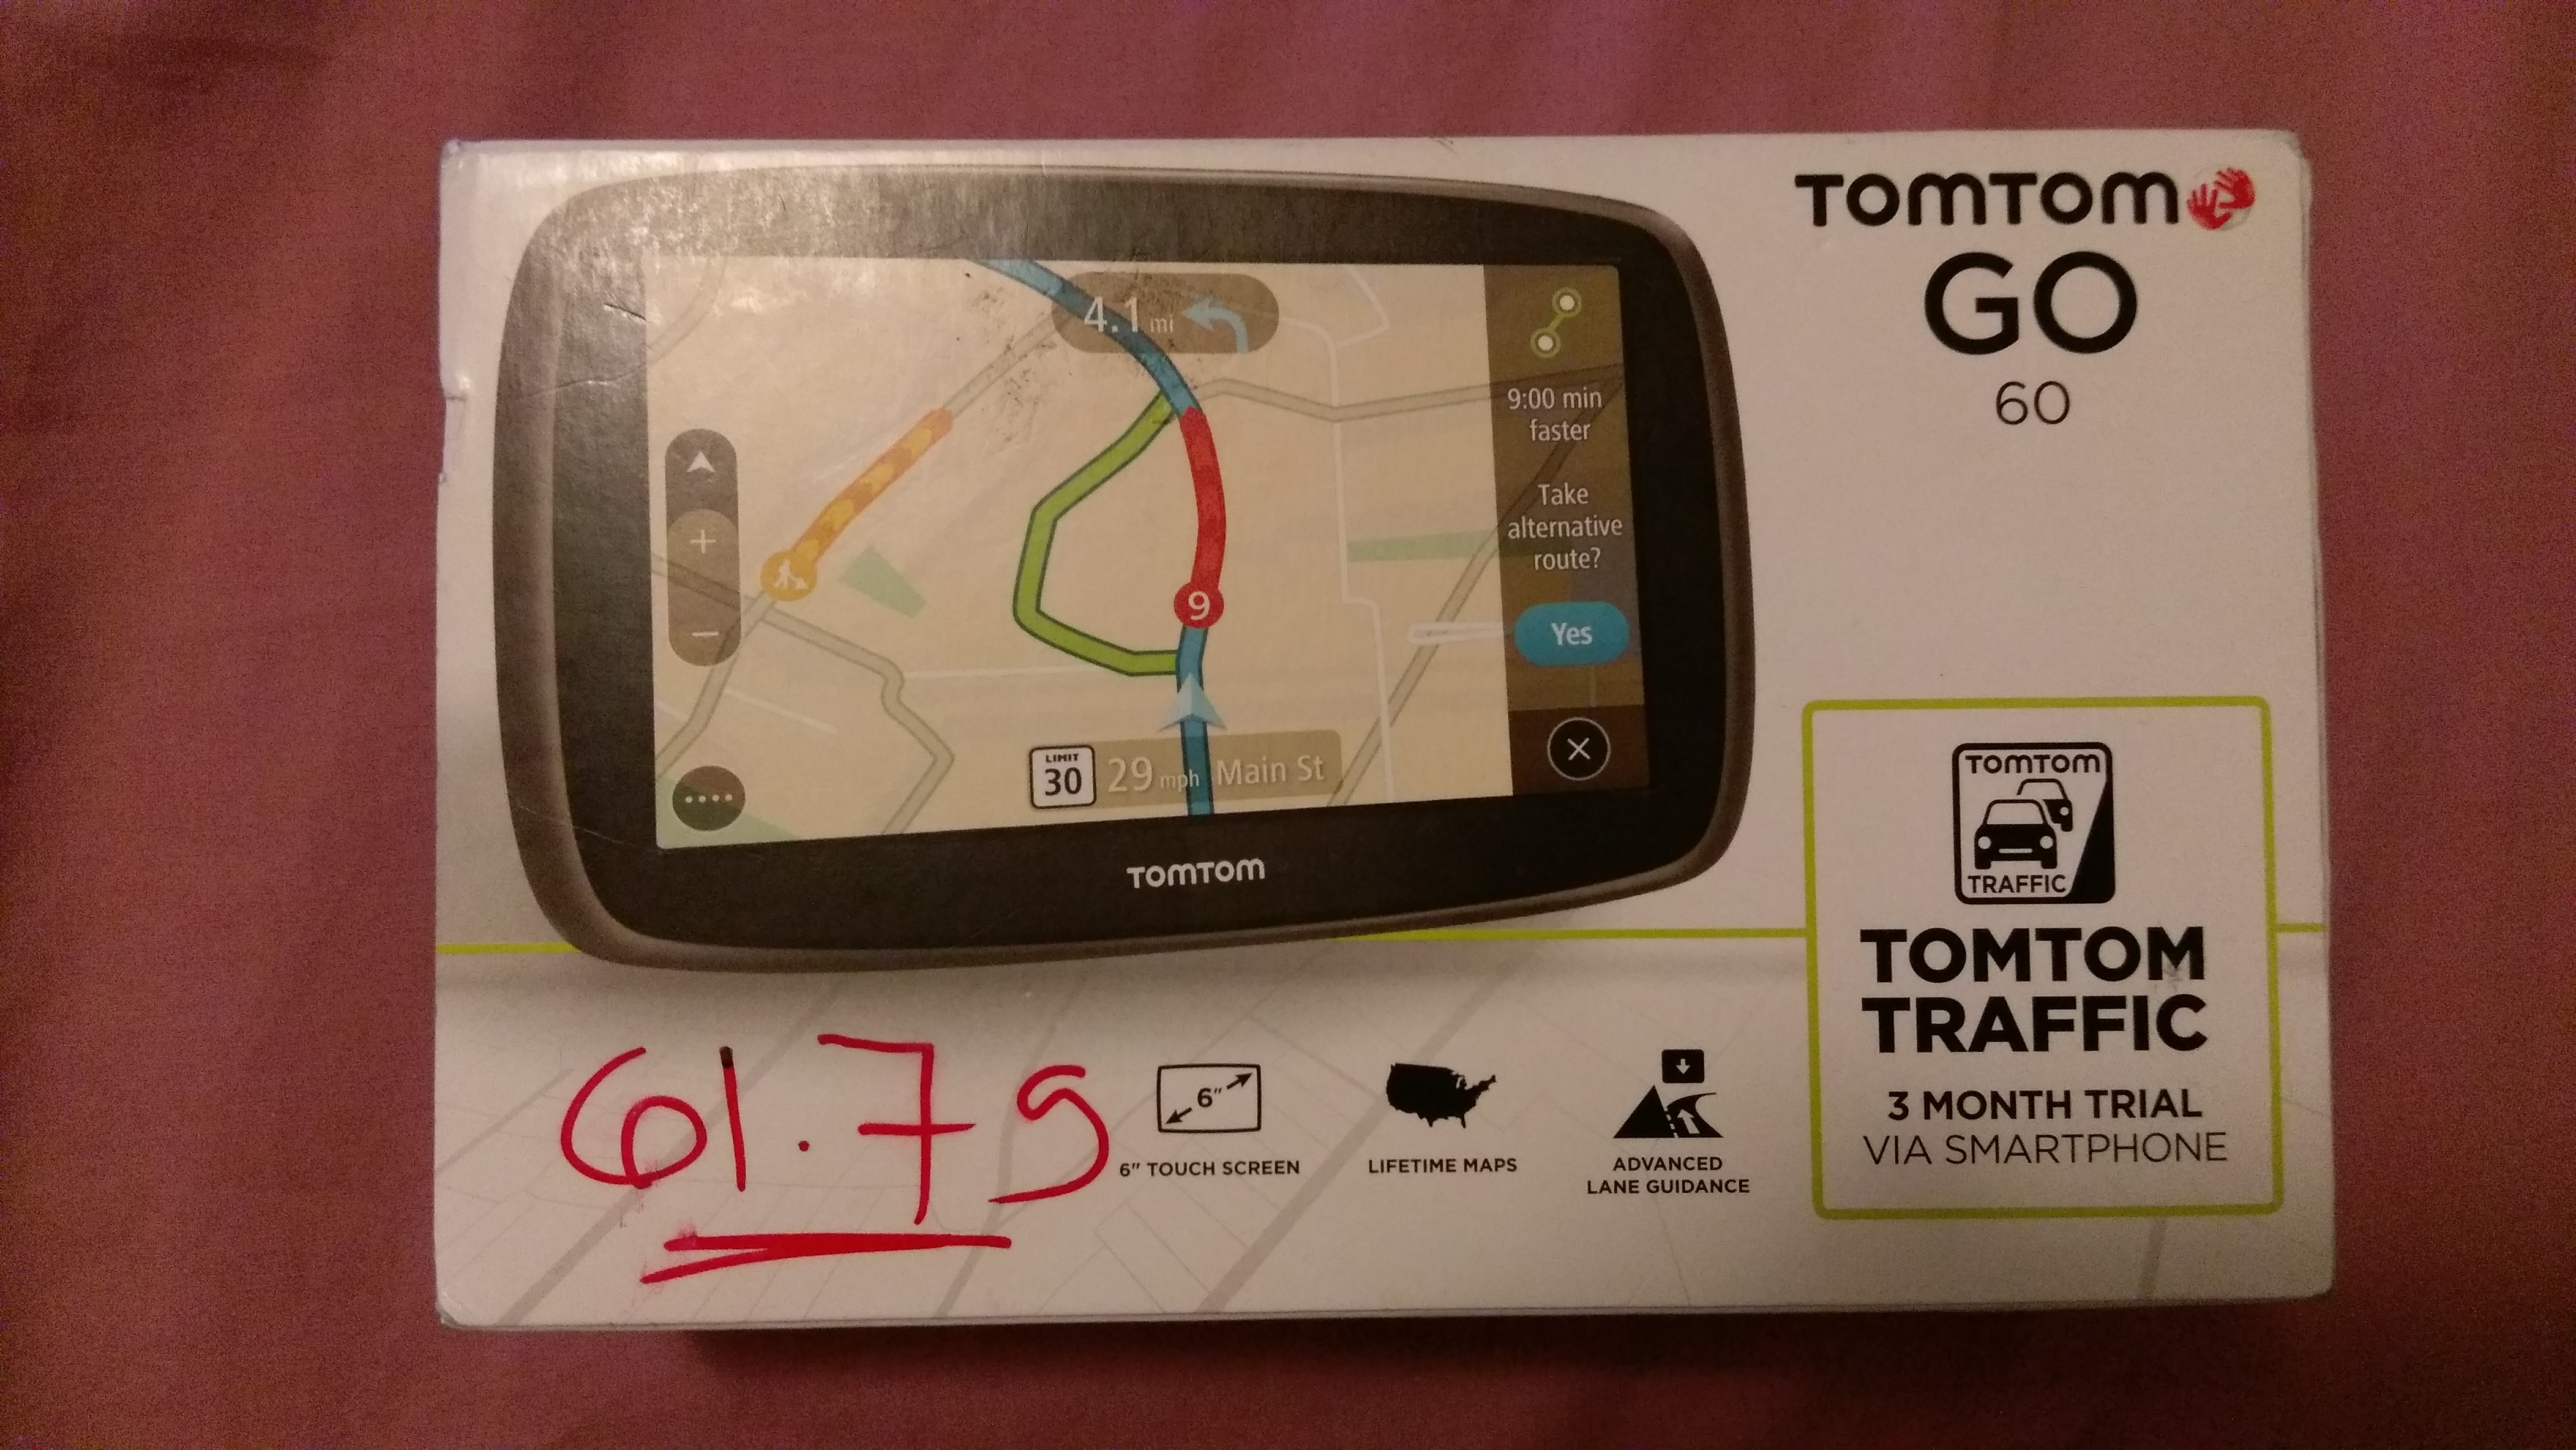 TOMTOM
GO
60
4.1 mi
9:00 min
faster
Take
alternative
route?
Yes
9
LIMIT
30
29 mph Main St
TOMTOM
TOMTOM
TRAFFIC
TOMTOM
TRAFFIC
3 MONTH TRIAL
VIA SMARTPHONE
61.79
6"
6" TOUCH SCREEN
LIFETIME MAPS
ADVANCED
LANE GUIDANCE